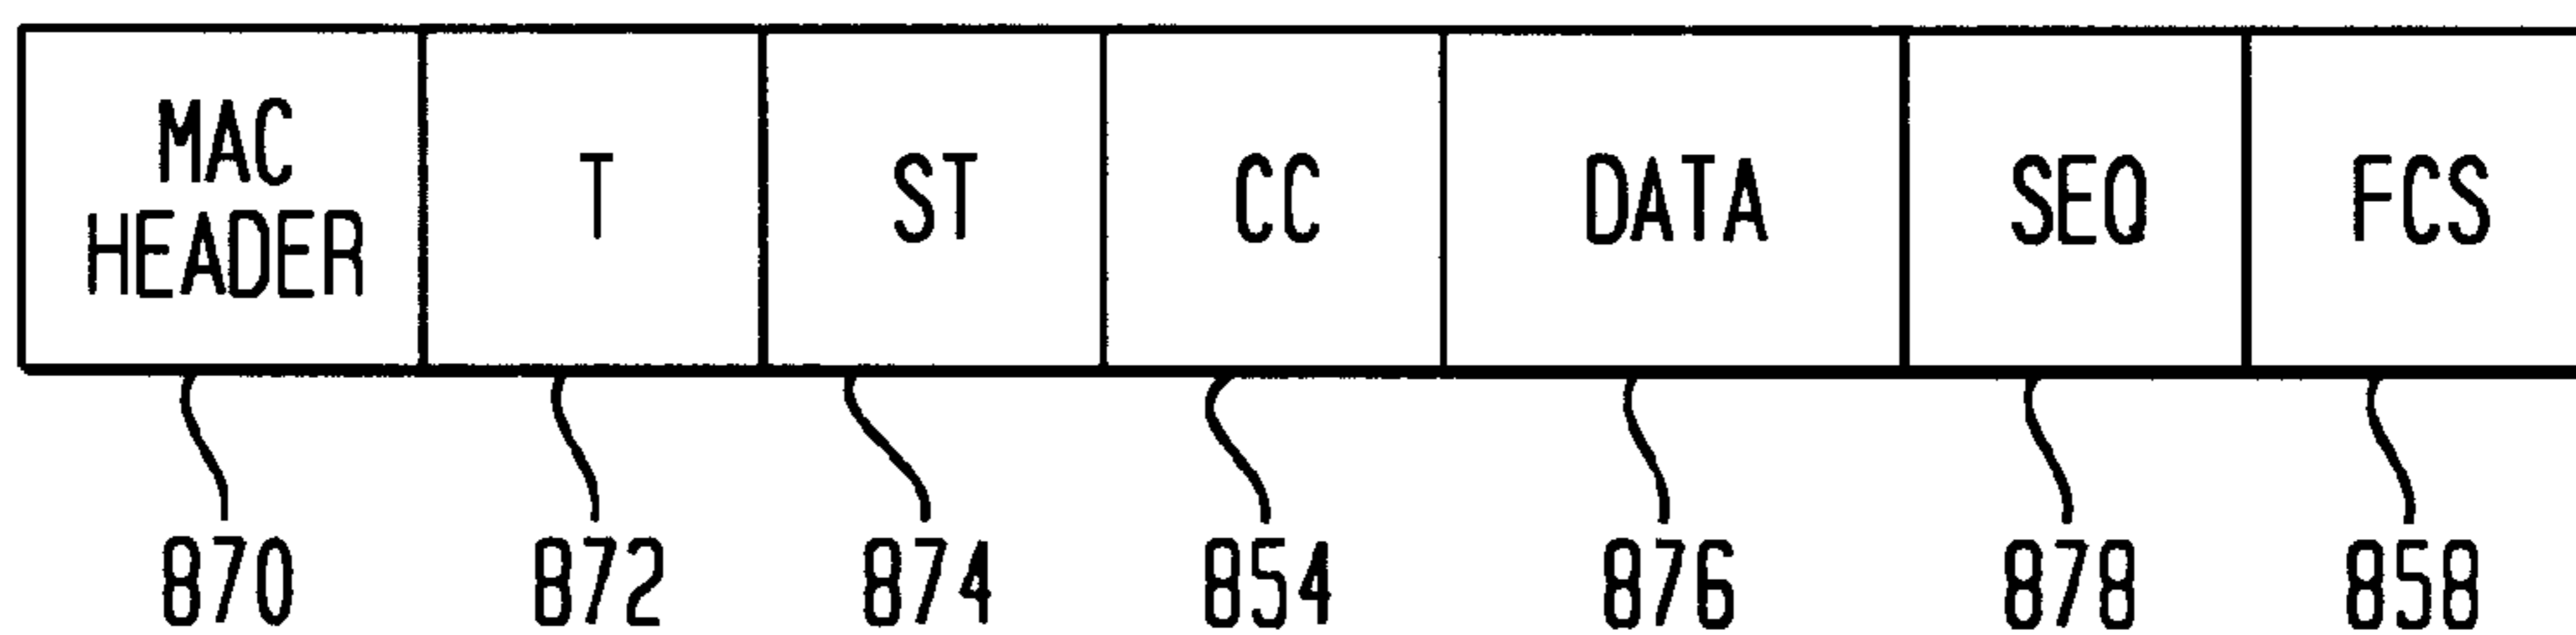 MAC
HEADER
T
ST
CC
DATA
SEQ
FCS
870
872
874
854
876
878
858